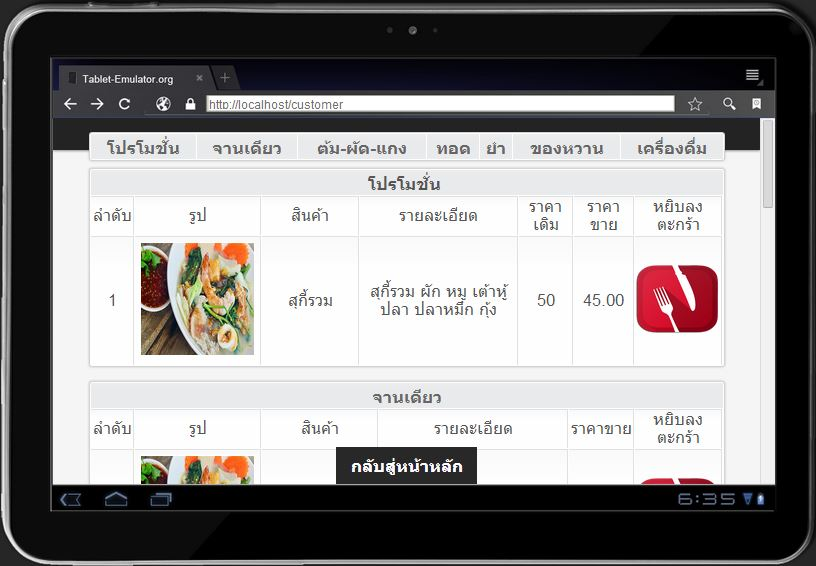 Tablet-Emulator.org
http://localhost/customer
โปรโมชั่น จานเดียว ต้ม-ผัด-แกง ทอด ยำ ของหวาน เครื่องดื่ม
โปรโมชั่น
ลำดับ รูป สินค้า รายละเอียด ราคา ราคา หยิบลง
เดิม ขาย ตะกร้า
1 สุกี้รวม สุกี้รวม ผัก หมู เต้าหู้ 50 45.00
ปลา ปลาหมึก กุ้ง
จานเดียว
ลำดับ รูป สินค้า รายละเอียด ราคาขาย หยิบลง
ตะกร้า
กลับสู่หน้าหลัก
6:35